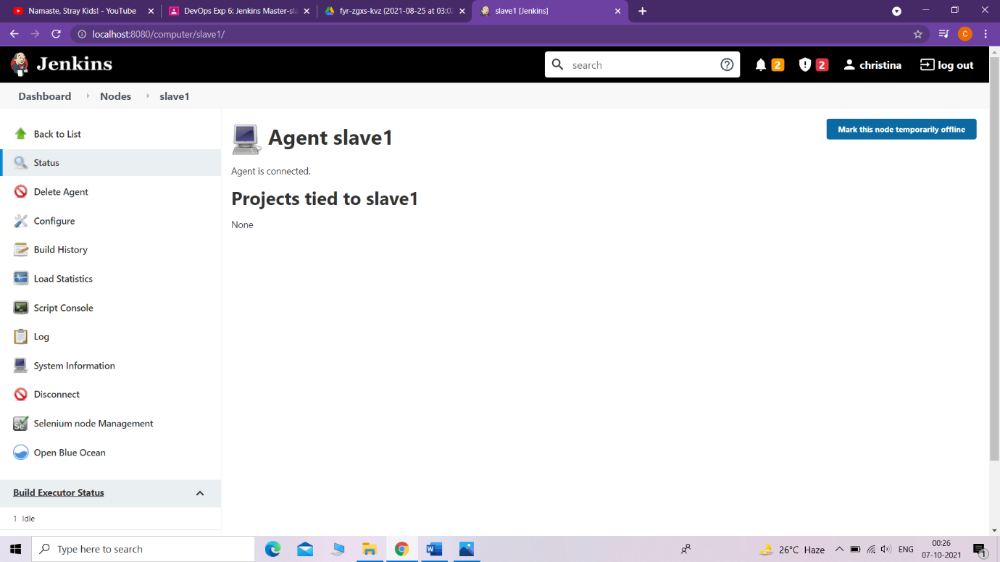 Namaste, Stray Kids! - YouTube
DevOps Exp 6: Jenkins Master-sla
fyr-zgxs-kvz (2021-08-25 at 03:02
slave1 [Jenkins]
localhost:8080/computer/slave1/
C
Jenkins
search
2
2
christina
log out
Dashboard
Nodes
slave1
Back to List
Status
Delete Agent
Configure
Build History
Load Statistics
Script Console
Log
System Information
Disconnect
Selenium node Management
Open Blue Ocean
Build Executor Status
1 Idle
Agent slave1
Mark this node temporarily offline
Agent is connected.
Projects tied to slave1
None
Type here to search
26°C Haze
ENG
00:26
07-10-2021
1